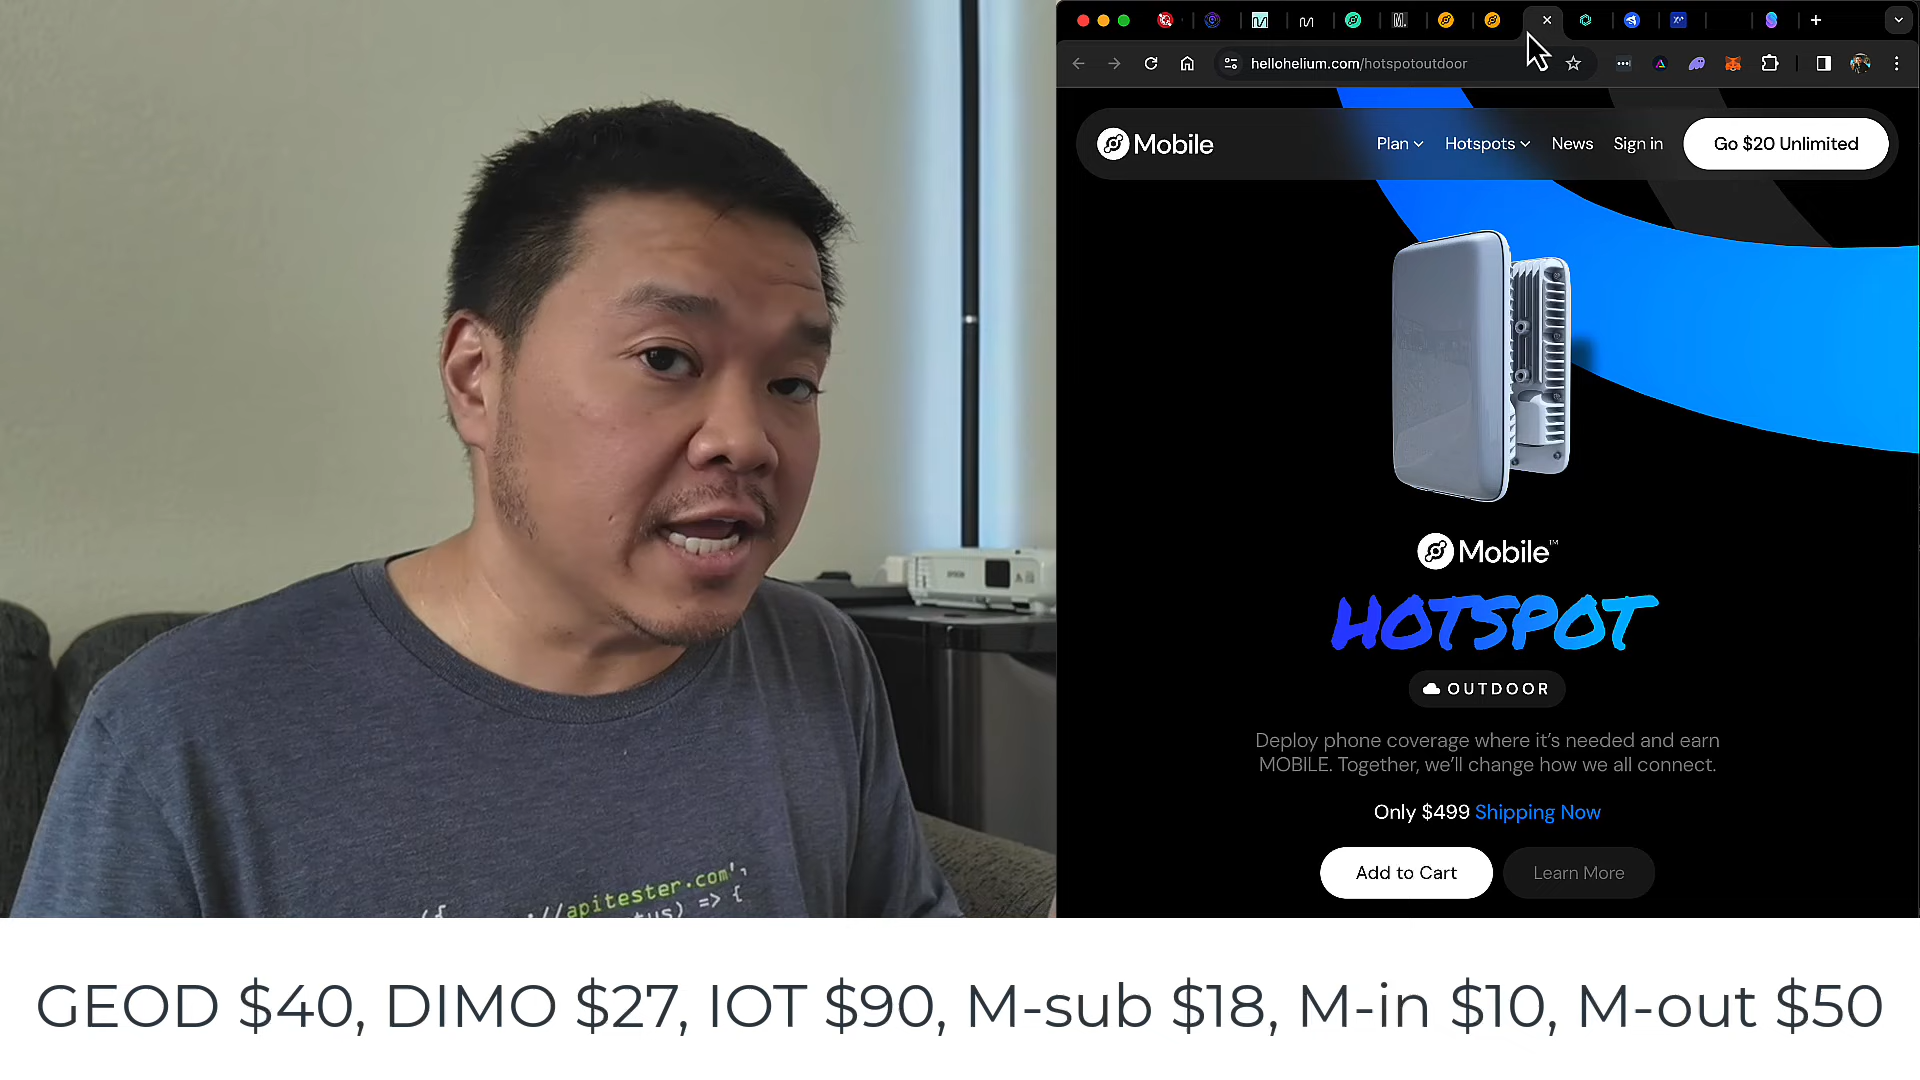 hellohelium.com/hotspotoutdoor
Mobile
Plan
Hotspots
News
Sign in
Go $20 Unlimited
Mobile™
HOTSPOT
OUTDOOR
Deploy phone coverage where it's needed and earn
MOBILE. Together, we'll change how we all connect.
Only $499 Shipping Now
Add to Cart
Learn More
EPSON
//apitester.com',
) => {
GEOD $40, DIMO $27, IOT $90, M-sub $18, M-in $10, M-out $50